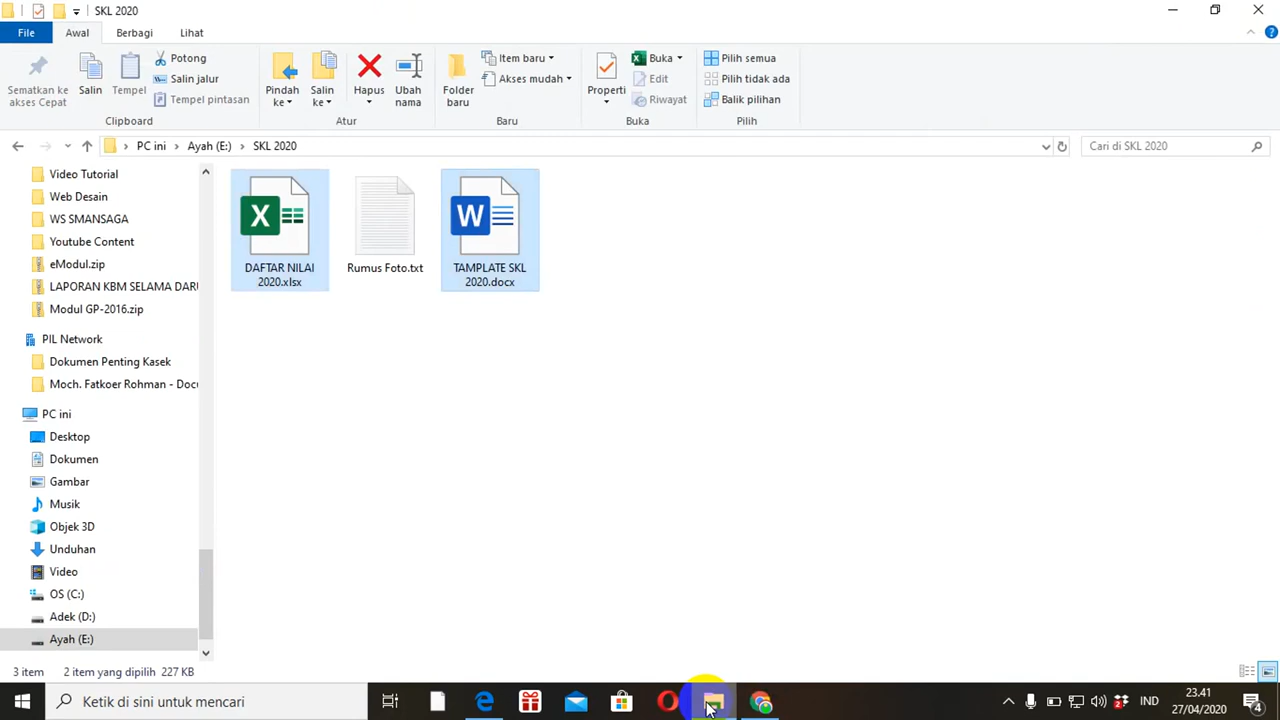 SKL 2020
File
Awal
Berbagi
Lihat
Sematkan ke
akses Cepat
Salin
Tempel
Potong
Salin jalur
Tempel pintasan
Clipboard
Pindah
ke
Salin
ke
Hapus
Ubah
nama
Atur
Folder
baru
Item baru
Akses mudah
Baru
Properti
Buka
Edit
Riwayat
Buka
Pilih semua
Pilih tidak ada
Balik pilihan
Pilih
PC ini
Ayah (E:)
SKL 2020
Cari di SKL 2020
Video Tutorial
Web Desain
WS SMANSAGA
Youtube Content
eModul.zip
LAPORAN KBM SELAMA DARU
Modul GP-2016.zip
PIL Network
Dokumen Penting Kasek
Moch. Fatkoer Rohman - Docu
PC ini
Desktop
Dokumen
Gambar
Musik
Objek 3D
Unduhan
Video
OS (C:)
Adek (D:)
Ayah (E:)
X
DAFTAR NILAI
2020.xlsx
Rumus Foto.txt
W
TAMPLATE SKL
2020.docx
3 item
2 item yang dipilih 227 KB
Ketik di sini untuk mencari
IND
23.41
27/04/2020
4